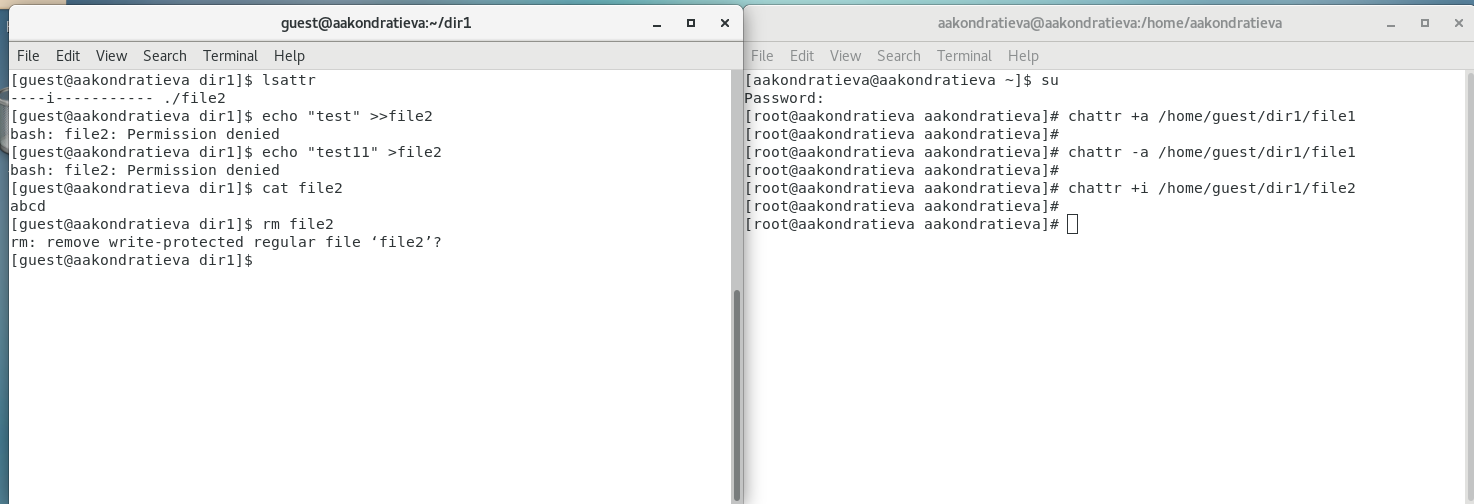 guest@aakondratieva:~/dir1
File Edit View Search Terminal Help
[guest@aakondratieva dir1]$ lsattr
----i----------- ./file2
[guest@aakondratieva dir1]$ echo "test" >>file2
bash: file2: Permission denied
[guest@aakondratieva dir1]$ echo "test11" >file2
bash: file2: Permission denied
[guest@aakondratieva dir1]$ cat file2
abcd
[guest@aakondratieva dir1]$ rm file2
rm: remove write-protected regular file ‘file2’?
[guest@aakondratieva dir1]$
aakondratieva@aakondratieva:/home/aakondratieva
File Edit View Search Terminal Help
[aakondratieva@aakondratieva ~]$ su
Password:
[root@aakondratieva aakondratieva]# chattr +a /home/guest/dir1/file1
[root@aakondratieva aakondratieva]#
[root@aakondratieva aakondratieva]# chattr -a /home/guest/dir1/file1
[root@aakondratieva aakondratieva]#
[root@aakondratieva aakondratieva]# chattr +i /home/guest/dir1/file2
[root@aakondratieva aakondratieva]#
[root@aakondratieva aakondratieva]#